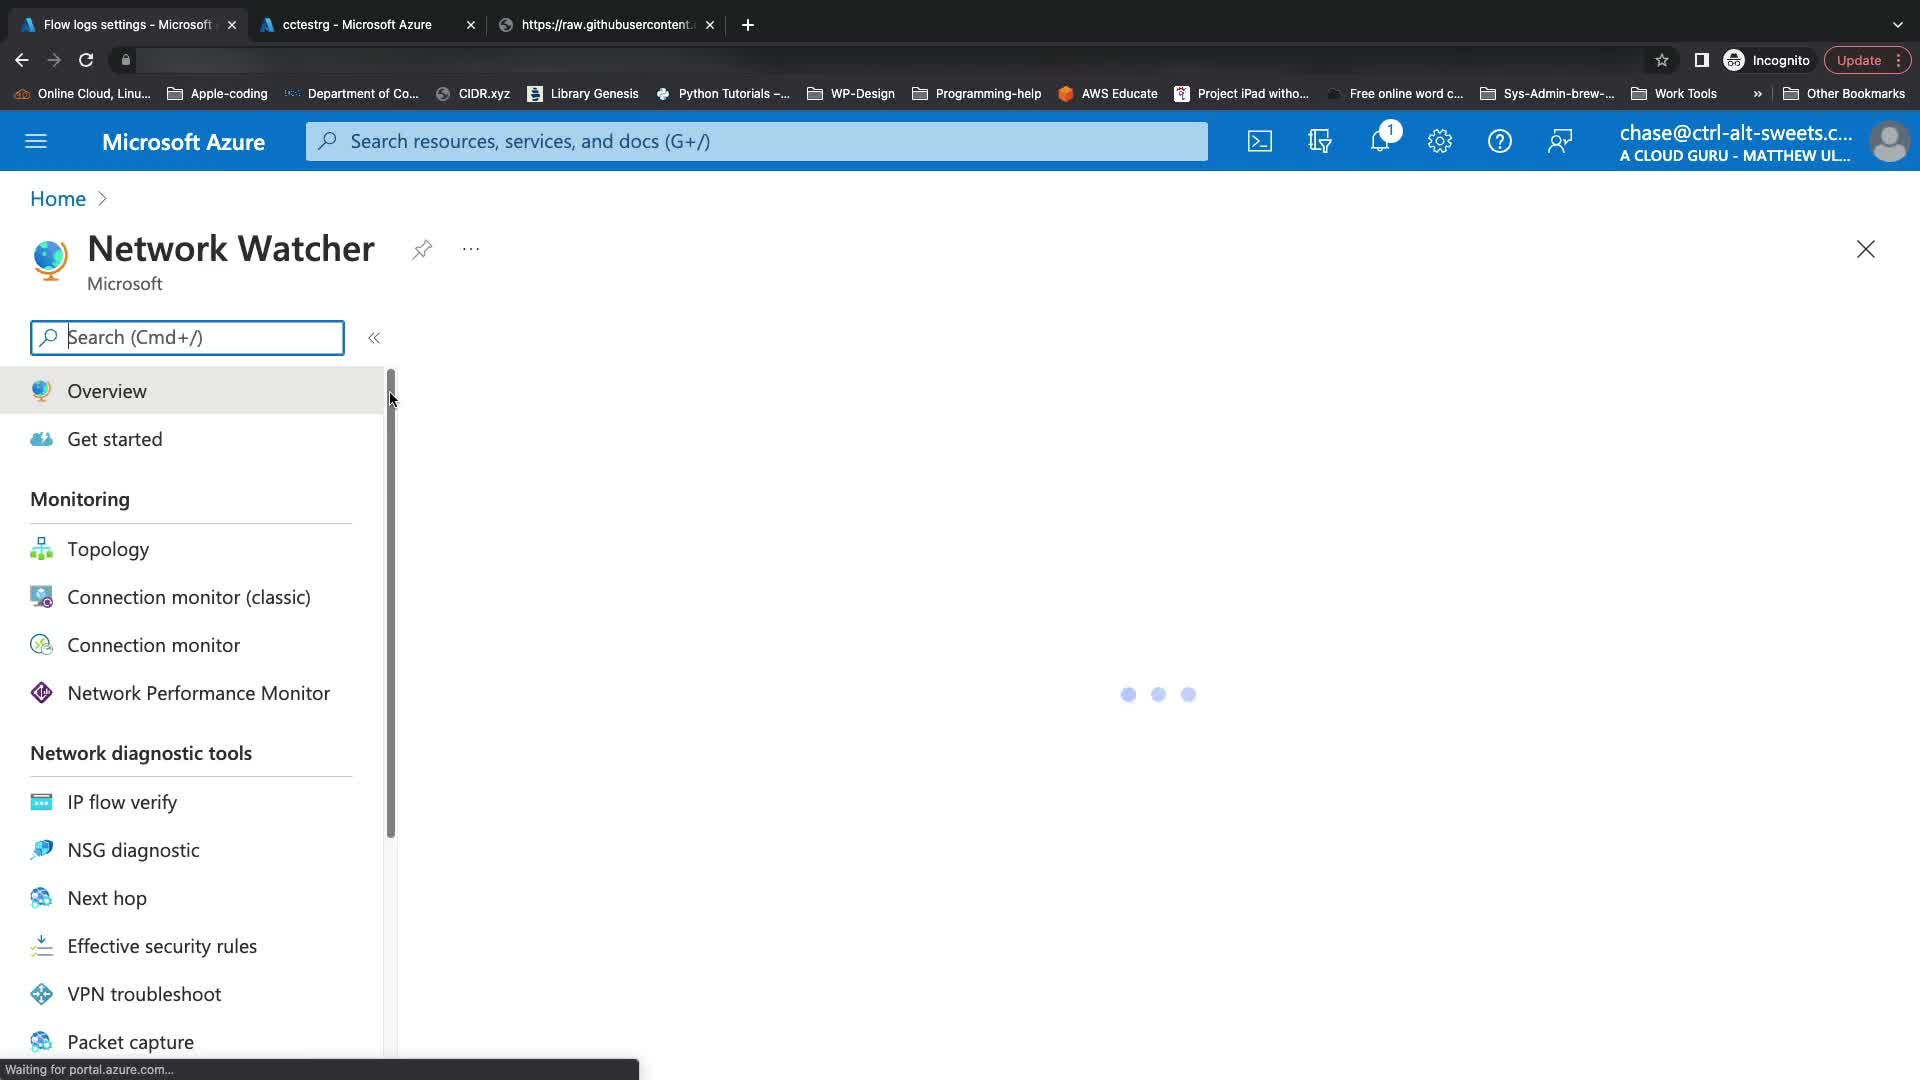 Flow logs settings - Microsoft
cctestrg - Microsoft Azure
https://raw.githubusercontent.
Incognito
Update
Online Cloud, Linu...
Apple-coding
Department of Co...
CIDR.xyz
Library Genesis
Python Tutorials –...
WP-Design
Programming-help
AWS Educate
Project iPad witho...
Free online word c...
Sys-Admin-brew-...
Work Tools
»
Other Bookmarks
Microsoft Azure
Search resources, services, and docs (G+/)
1
chase@ctrl-alt-sweets.c...
A CLOUD GURU - MATTHEW UL...
Home
Network Watcher
...
Microsoft
Search (Cmd+/)
Overview
Get started
Monitoring
Topology
Connection monitor (classic)
Connection monitor
Network Performance Monitor
Network diagnostic tools
IP flow verify
NSG diagnostic
Next hop
Effective security rules
VPN troubleshoot
Packet capture
Waiting for portal.azure.com...